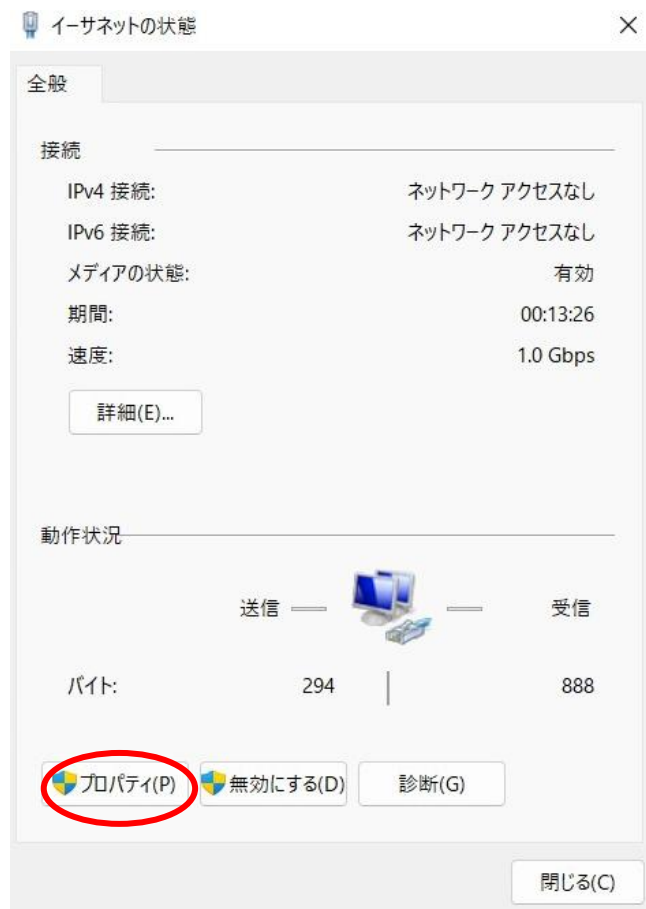 イーサネットの状態
全般
接続
IPv4 接続: ネットワーク アクセスなし
IPv6 接続: ネットワーク アクセスなし
メディアの状態: 有効
期間: 00:13:26
速度: 1.0 Gbps
詳細(E)...
動作状況
送信 受信
バイト: 294 888
プロパティ(P) 無効にする(D) 診断(G)
閉じる(C)